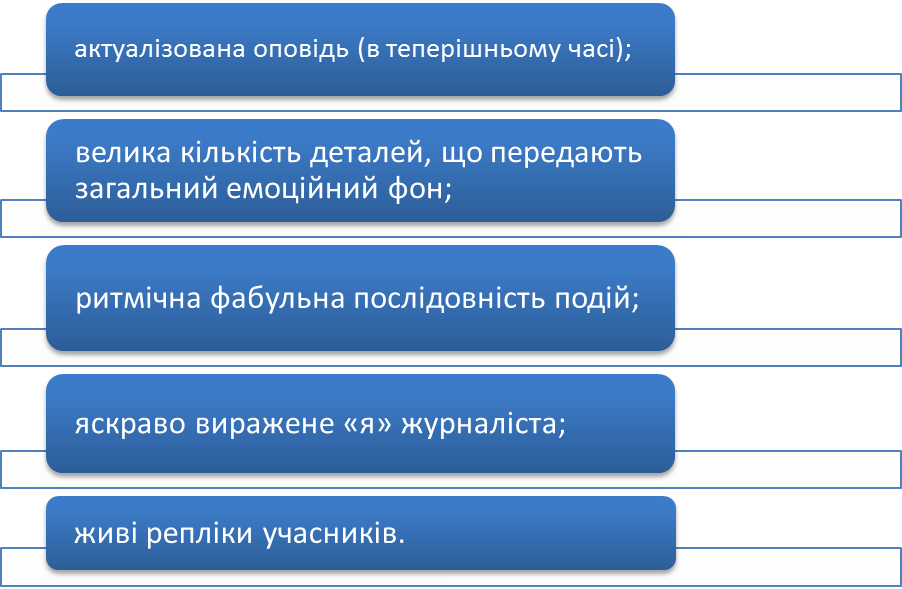 актуалізована оповідь (в теперішньому часі);
велика кількість деталей, що передають
загальний емоційний фон;
ритмічна фабульна послідовність подій;
яскраво виражене «я» журналіста;
живі репліки учасників.